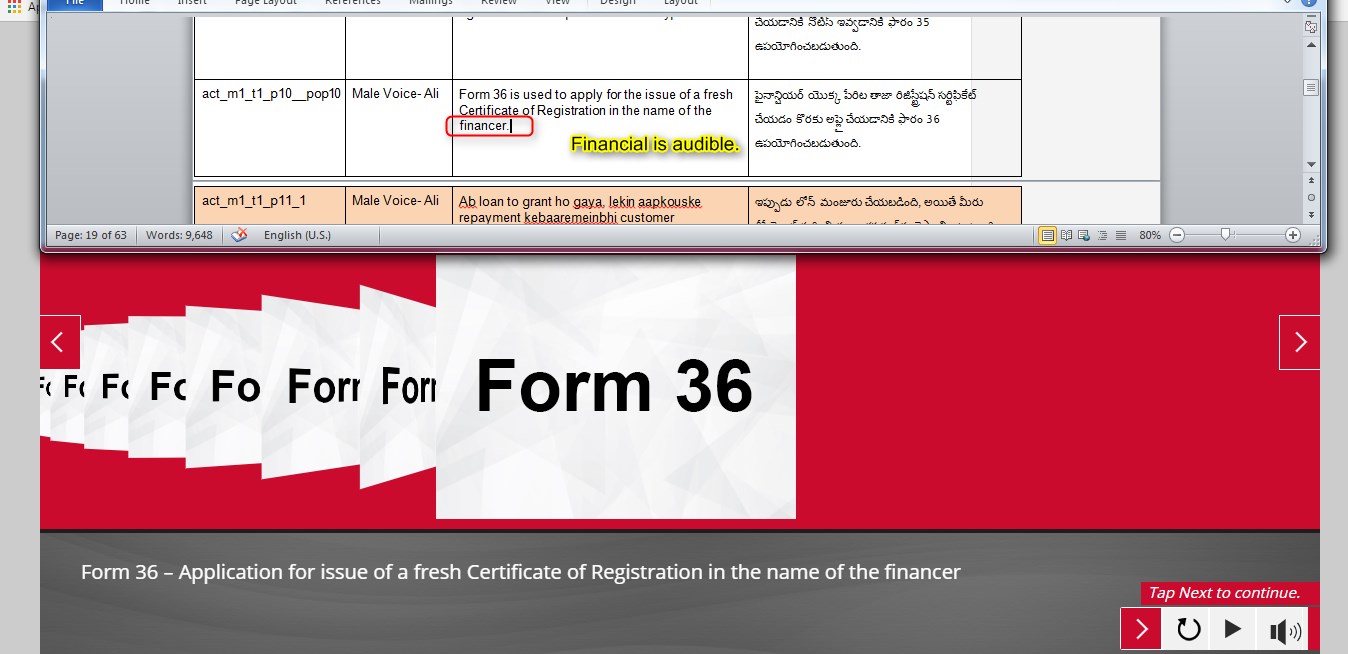 File Home Insert Page Layout References Mailings Review View Design Layout
చేయడానికి నోటీస్ ఇవ్వడానికి ఫారం 35
ఉపయోగించబడుతుంది.
act_m1_t1_p10__pop10
Male Voice- Ali
Form 36 is used to apply for the issue of a fresh
Certificate of Registration in the name of the
financer.
Financial is audible.
ఫైనాన్షియర్ యొక్క పేరిట తాజా రిజిస్ట్రేషన్ సర్టిఫికేట్
చేయడం కొరకు అప్లై చేయడానికి ఫారం 36
ఉపయోగించబడుతుంది.
act_m1_t1_p11_1
Male Voice- Ali
Ab loan to grant ho gaya, lekin aapkouske
repayment kebaaremeinbhi customer
ఇప్పుడు లోన్ మంజూరు చేయబడింది, అయితే మీరు
Page: 19 of 63 Words: 9,648 English (U.S.) 80%
Fo Fo Fo Fo Forr Forr
Form 36
Form 36 – Application for issue of a fresh Certificate of Registration in the name of the financer
Tap Next to continue.